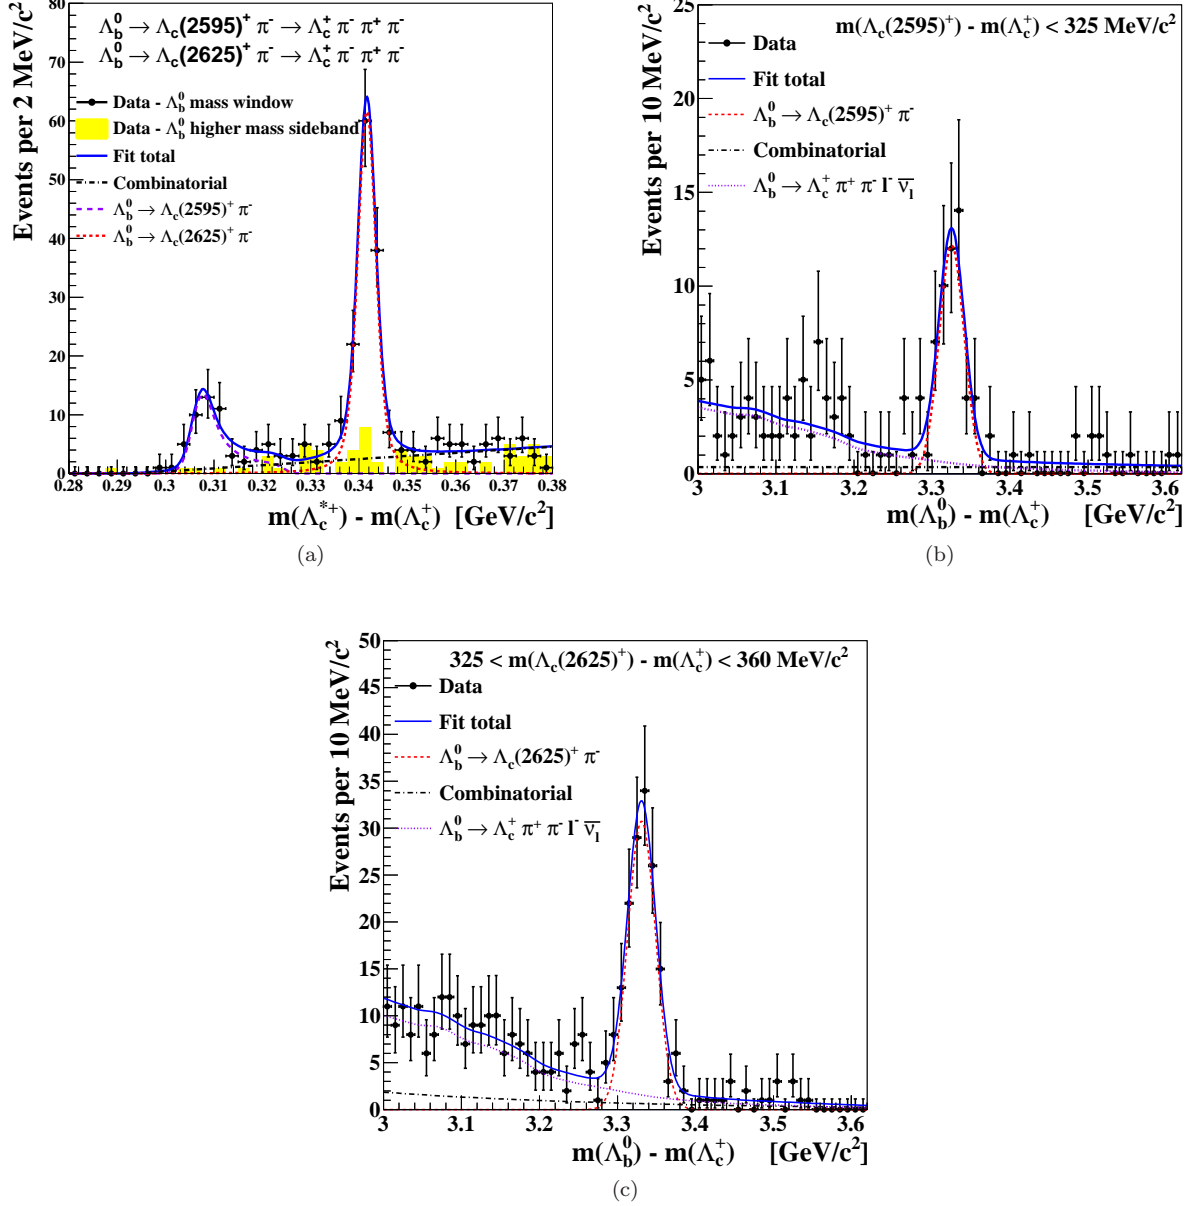 Λb0 → Λc(2595)+ π- → Λc+ π- π+ π-
Λb0 → Λc(2625)+ π- → Λc+ π- π+ π-
Data - Λb0 mass window
Data - Λb0 higher mass sideband
Fit total
Combinatorial
Λb0 → Λc(2595)+ π-
Λb0 → Λc(2625)+ π-
Events per 2 MeV/c2
80
70
60
50
40
30
20
10
0
0.28 0.29 0.3 0.31 0.32 0.33 0.34 0.35 0.36 0.37 0.38
m(Λc*+) - m(Λc+) [GeV/c2]
(a)
m(Λc(2595)+) - m(Λc+) < 325 MeV/c2
Data
Fit total
Λb0 → Λc(2595)+ π-
Combinatorial
Λb0 → Λc+ π+ π- l- νl
Events per 10 MeV/c2
25
20
15
10
5
0
3 3.1 3.2 3.3 3.4 3.5 3.6
m(Λb0) - m(Λc+) [GeV/c2]
(b)
325 < m(Λc(2625)+) - m(Λc+) < 360 MeV/c2
Data
Fit total
Λb0 → Λc(2625)+ π-
Combinatorial
Λb0 → Λc+ π+ π- l- νl
Events per 10 MeV/c2
50
45
40
35
30
25
20
15
10
5
0
3 3.1 3.2 3.3 3.4 3.5 3.6
m(Λb0) - m(Λc+) [GeV/c2]
(c)